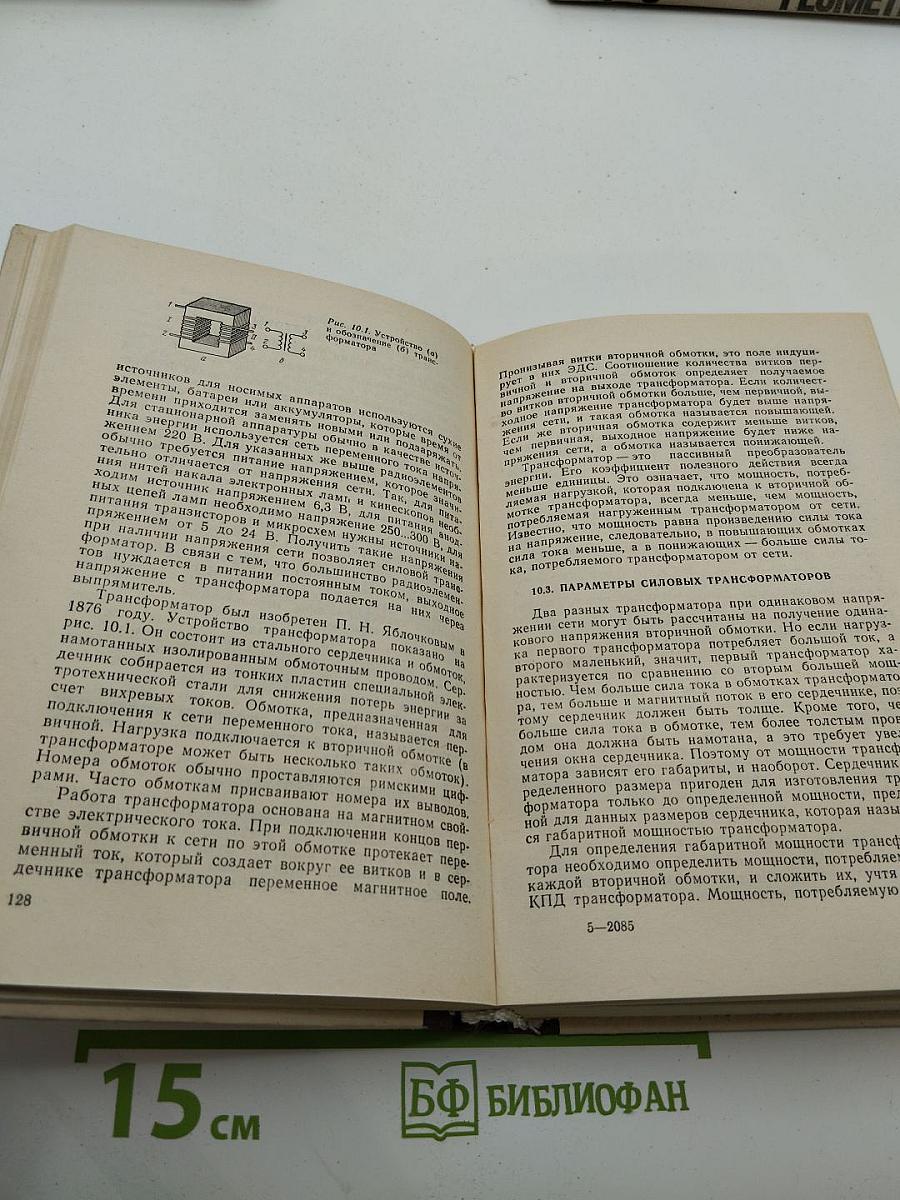 ГЕОМЕТ
1
I
2
3
II
4
а
1
2
3
4
б
Рис. 10.1. Устройство (а)
и обозначение (б) транс-
форматора
источников для носимых аппаратов используются сухие
элементы, батареи или аккумуляторы, которые время от
времени приходится заменять новыми или подзаряжать.
Для стационарной аппаратуры обычно в качестве источ-
ника энергии используется сеть переменного тока напря-
жением 220 В. Для указанных же выше радиоэлементов
обычно требуется питание напряжением, которое значи-
тельно отличается от напряжения сети. Так, для пита-
ния нитей накала электронных ламп и кинескопов необ-
ходим источник напряжением 6,3 В, для питания анод-
ных цепей ламп необходимо напряжение 250...300 В, для
питания транзисторов и микросхем нужны источники на-
пряжением от 5 до 24 В. Получить такие напряжения
при наличии напряжения сети позволяет силовой транс-
форматор. В связи с тем, что большинство радиоэлемен-
тов нуждается в питании постоянным током, выходное
напряжение с трансформатора подается на них через
выпрямитель.
Трансформатор был изобретен П. Н. Яблочковым в
1876 году. Устройство трансформатора показано на
рис. 10.1. Он состоит из стального сердечника и обмоток,
намотанных изолированным обмоточным проводом. Сер-
дечник собирается из тонких пластин специальной элек-
тротехнической стали для снижения потерь энергии за
счет вихревых токов. Обмотка, предназначенная для
подключения к сети переменного тока, называется пер-
вичной. Нагрузка подключается к вторичной обмотке (в
трансформаторе может быть несколько таких обмоток).
Номера обмоток обычно проставляются римскими циф-
рами. Часто обмоткам присваивают номера их выводов.
Работа трансформатора основана на магнитном свой-
стве электрического тока. При подключении концов пер-
вичной обмотки к сети по этой обмотке протекает пере-
менный ток, который создает вокруг ее витков и в сер-
дечнике трансформатора переменное магнитное поле.
128
Пронизывая витки вторичной обмотки, это поле индуци-
рует в них ЭДС. Соотношение количества витков пер-
вичной и вторичной обмоток определяет получаемое
напряжение на выходе трансформатора. Если количест-
во витков вторичной обмотки больше, чем первичной, вы-
ходное напряжение трансформатора будет выше напря-
жения сети, и такая обмотка называется повышающей.
Если же вторичная обмотка содержит меньше витков,
чем первичная, выходное напряжение будет ниже на-
пряжения сети, а обмотка называется понижающей.
Трансформатор — это пассивный преобразователь
энергии. Его коэффициент полезного действия всегда
меньше единицы. Это означает, что мощность, потреб-
ляемая нагрузкой, которая подключена к вторичной об-
мотке трансформатора, всегда меньше, чем мощность,
потребляемая нагруженным трансформатором от сети.
Известно, что мощность равна произведению силы тока
на напряжение, следовательно, в повышающих обмотках
сила тока меньше, а в понижающих — больше силы то-
ка, потребляемого трансформатором от сети.
10.3. ПАРАМЕТРЫ СИЛОВЫХ ТРАНСФОРМАТОРОВ
Два разных трансформатора при одинаковом напря-
жении сети могут быть рассчитаны на получение одина-
кового напряжения вторичной обмотки. Но если нагруз-
ка первого трансформатора потребляет большой ток, а
второго маленький, значит, первый трансформатор ха-
рактеризуется по сравнению со вторым большей мощ-
ностью. Чем больше сила тока в обмотках трансформато
ра, тем больше и магнитный поток в его сердечнике, поэ
тому сердечник должен быть толще. Кроме того, че
больше сила тока в обмотке, тем более толстым пров
дом она должна быть намотана, а это требует увел
чения окна сердечника. Поэтому от мощности трансф
матора зависят его габариты, и наоборот. Сердечник
ределенного размера пригоден для изготовления тр
форматора только до определенной мощности, пред
ной для данных размеров сердечника, которая назы
ся габаритной мощностью трансформатора.
Для определения габаритной мощности трансф
тора необходимо определить мощности, потребляем
каждой вторичной обмотки, и сложить их, учтя
КПД трансформатора. Мощность, потребляемую
5—2085
15 см
БФ БИБЛИОФАН